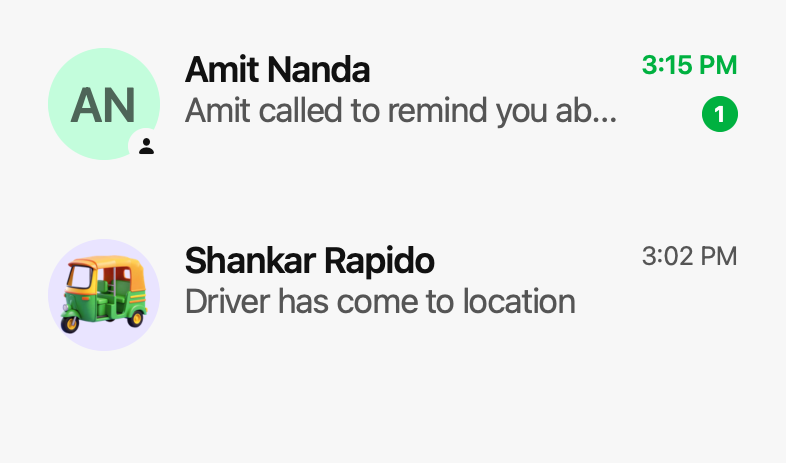 AN
Amit Nanda
3:15 PM
Amit called to remind you ab...
1
Shankar Rapido
3:02 PM
Driver has come to location